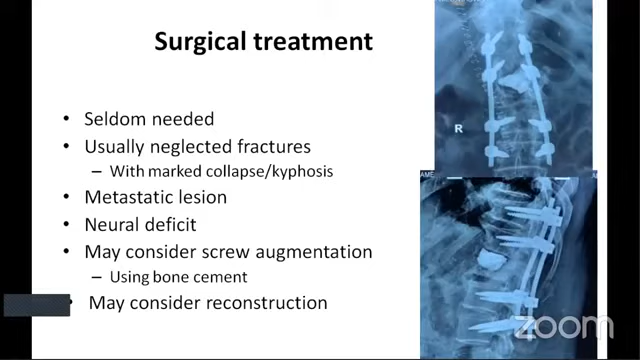 Surgical treatment
• Seldom needed
• Usually neglected fractures
– With marked collapse/kyphosis
• Metastatic lesion
• Neural deficit
• May consider screw augmentation
– Using bone cement
• May consider reconstruction
R
AME
zoom